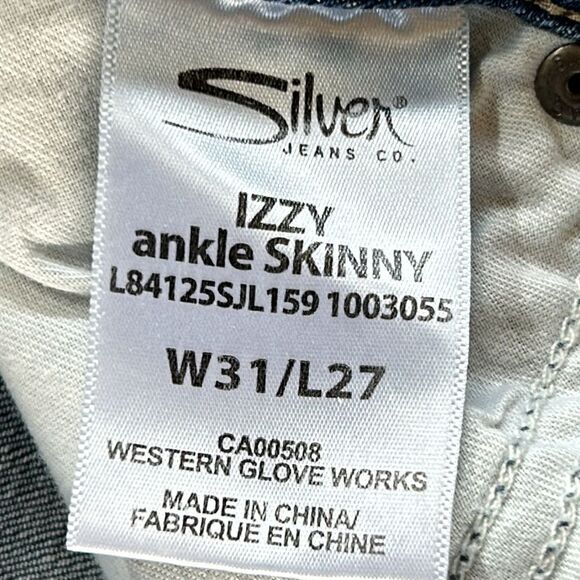 Silver®
JEANS CO.
IZZY
ankle SKINNY
L84125SJL159 1003055
W31/L27
CA00508
WESTERN GLOVE WORKS
MADE IN CHINA/
FABRIQUE EN CHINE